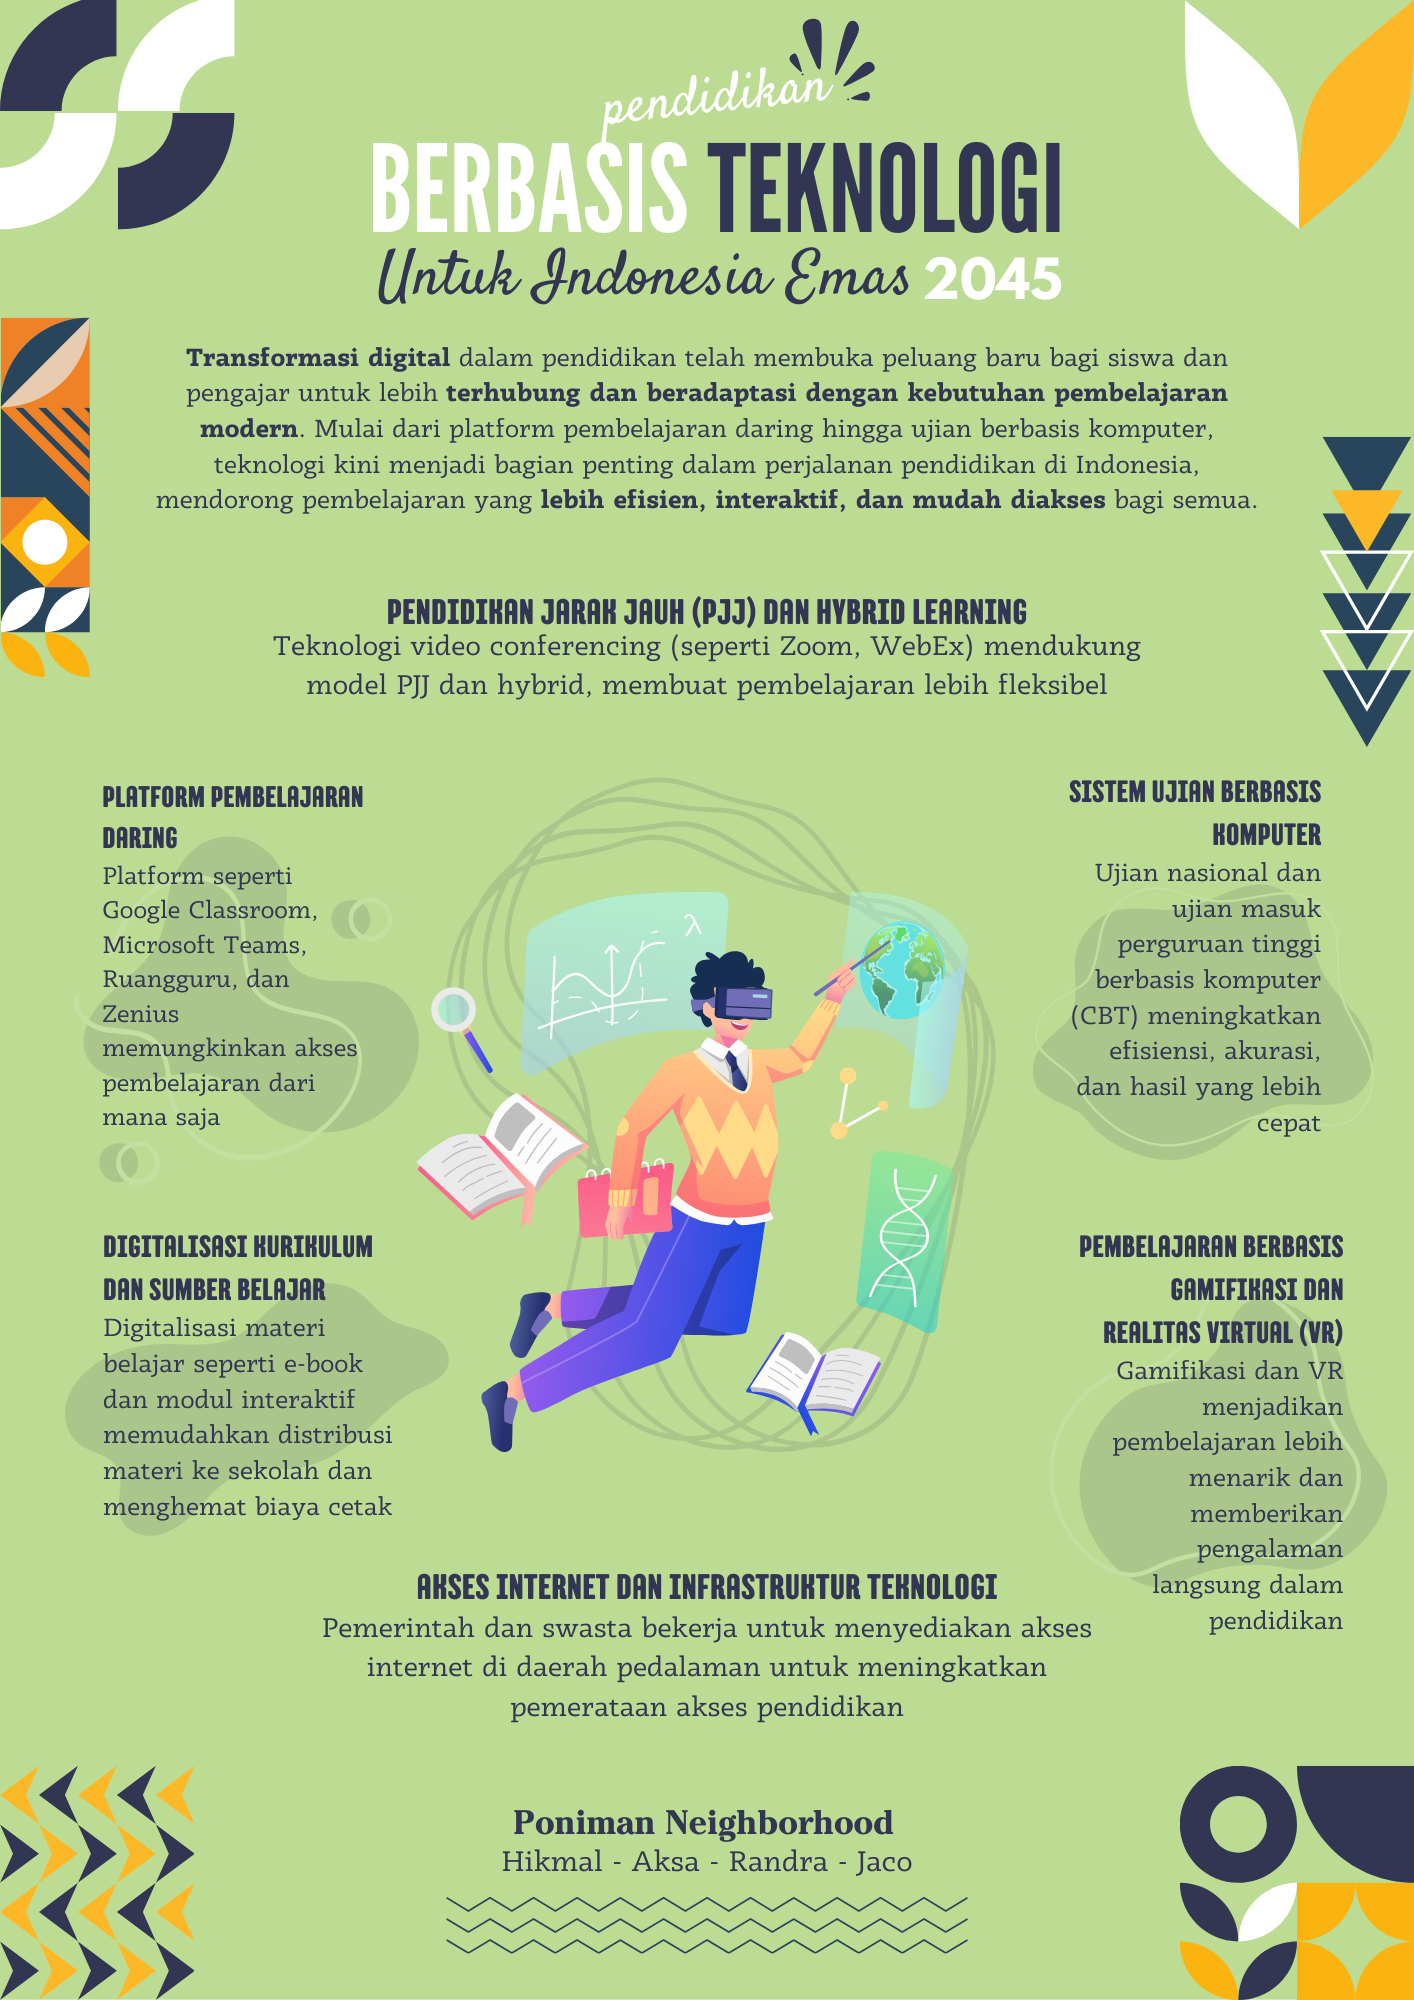 pendidikan
BERBASIS TEKNOLOGI
Untuk Indonesia Emas 2045
Transformasi digital dalam pendidikan telah membuka peluang baru bagi siswa dan
pengajar untuk lebih terhubung dan beradaptasi dengan kebutuhan pembelajaran
modern. Mulai dari platform pembelajaran daring hingga ujian berbasis komputer,
teknologi kini menjadi bagian penting dalam perjalanan pendidikan di Indonesia,
mendorong pembelajaran yang lebih efisien, interaktif, dan mudah diakses bagi semua.
PENDIDIKAN JARAK JAUH (PJJ) DAN HYBRID LEARNING
Teknologi video conferencing (seperti Zoom, WebEx) mendukung
model PJJ dan hybrid, membuat pembelajaran lebih fleksibel
PLATFORM PEMBELAJARAN
DARING
Platform seperti
Google Classroom,
Microsoft Teams,
Ruangguru, dan
Zenius
memungkinkan akses
pembelajaran dari
mana saja
SISTEM UJIAN BERBASIS
KOMPUTER
Ujian nasional dan
ujian masuk
perguruan tinggi
berbasis komputer
(CBT) meningkatkan
efisiensi, akurasi,
dan hasil yang lebih
cepat
λ
DIGITALISASI KURIKULUM
DAN SUMBER BELAJAR
Digitalisasi materi
belajar seperti e-book
dan modul interaktif
memudahkan distribusi
materi ke sekolah dan
menghemat biaya cetak
PEMBELAJARAN BERBASIS
GAMIFIKASI DAN
REALITAS VIRTUAL (VR)
Gamifikasi dan VR
menjadikan
pembelajaran lebih
menarik dan
memberikan
pengalaman
langsung dalam
pendidikan
AKSES INTERNET DAN INFRASTRUKTUR TEKNOLOGI
Pemerintah dan swasta bekerja untuk menyediakan akses
internet di daerah pedalaman untuk meningkatkan
pemerataan akses pendidikan
Poniman Neighborhood
Hikmal - Aksa - Randra - Jaco